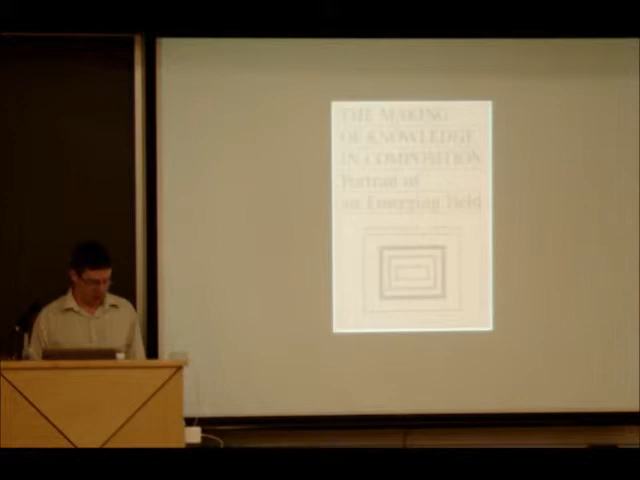 THE MAKING
OF KNOWLEDGE
IN COMPOSITION
Portrait of
an Emerging Field